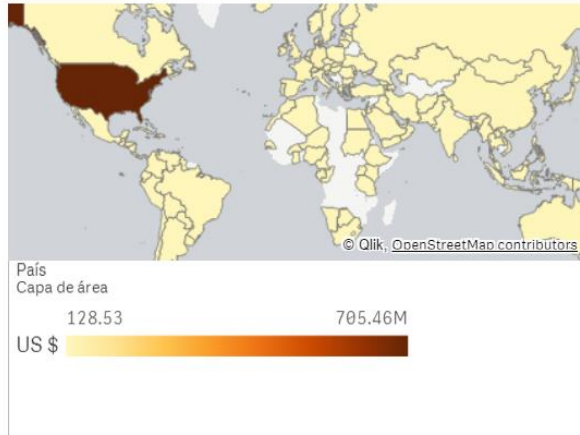 © Qlik, OpenStreetMap contributors
País
Capa de área
128.53 705.46M
US $